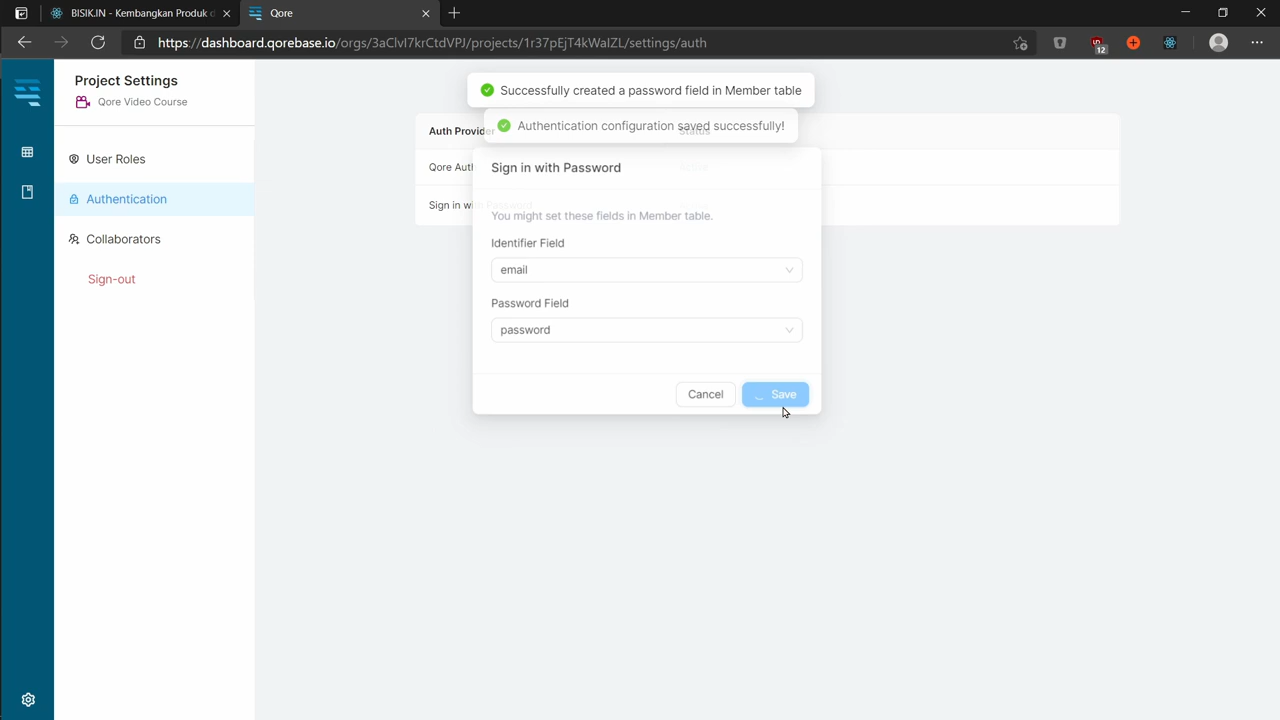 BISIK.IN - Kembangkan Produk d
Qore
https://dashboard.qorebase.io/orgs/3aClvI7krCtdVPJ/projects/1r37pEjT4kWaIZL/settings/auth
12
Project Settings
Qore Video Course
User Roles
Authentication
Collaborators
Sign-out
Successfully created a password field in Member table
Authentication configuration saved successfully!
Auth Provider
Status
Qore Auth
Sign in with Password
Sign in with Password
You might set these fields in Member table.
Identifier Field
email
Password Field
password
Cancel
Save